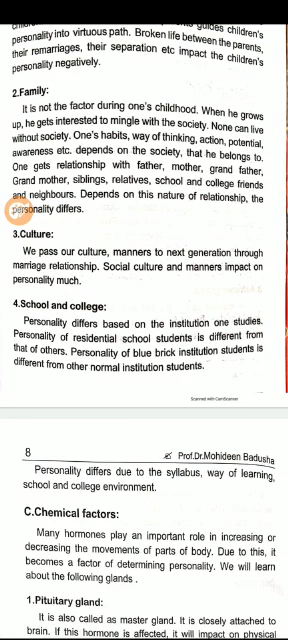 guides children's
personality into virtuous path. Broken life between the parents,
their remarriages, their separation etc impact the children's
personality negatively.
2.Family:
It is not the factor during one's childhood. When he grows
up, he gets interested to mingle with the society. None can live
without society. One's habits, way of thinking, action, potential,
awareness etc. depends on the society, that he belongs to.
One gets relationship with father, mother, grand father,
Grand mother, siblings, relatives, school and college friends
and neighbours. Depends on this nature of relationship, the
personality differs.
3.Culture:
We pass our culture, manners to next generation through
marriage relationship. Social culture and manners impact on
personality much.
4.School and college:
Personality differs based on the institution one studies.
Personality of residential school students is different from
that of others. Personality of blue brick institution students is
different from other normal institution students.
Scanned with CamScanner
8
Prof.Dr.Mohideen Badusha
Personality differs due to the syllabus, way of learning,
school and college environment.
C.Chemical factors:
Many hormones play an important role in increasing or
decreasing the movements of parts of body. Due to this, it
becomes a factor of determining personality. We will learn
about the following glands .
1.Pituitary gland:
It is also called as master gland. It is closely attached to
brain. If this hormone is affected, it will impact on physical